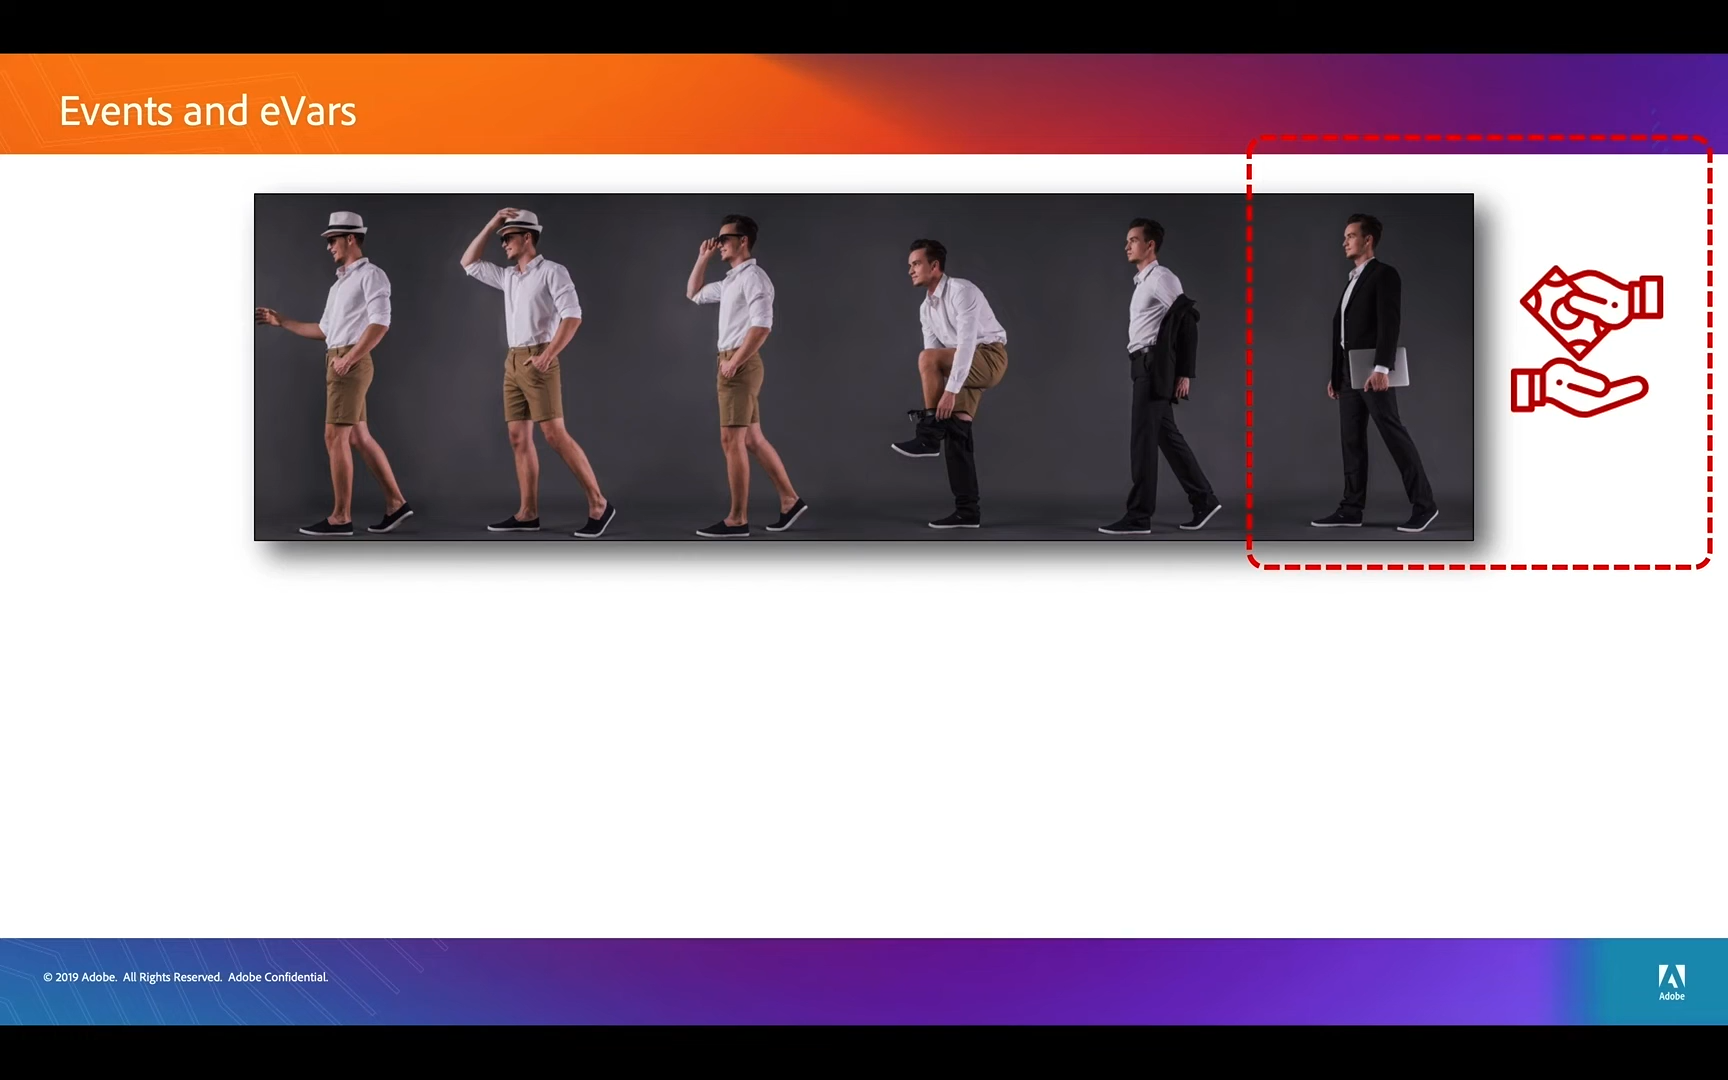 Events and eVars
© 2019 Adobe. All Rights Reserved. Adobe Confidential.
Adobe